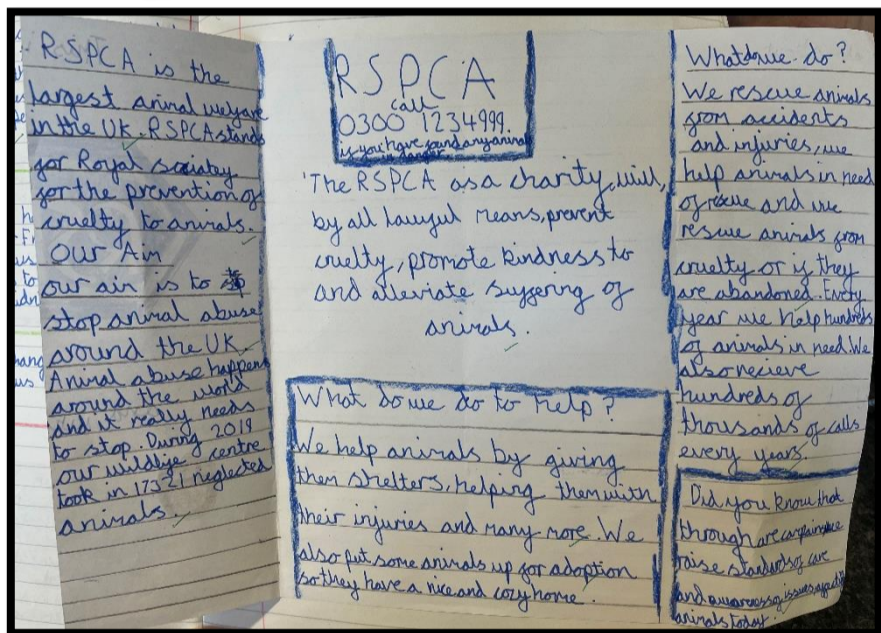 RSPCA is the
largest animal welfare
in the UK. RSPCA stands
for Royal sociatey
for the prevention of
cruelty to animals.
Our Aim
our aim is to
stop animal abuse
around the UK.
Animal abuse happens
around the world
and it really needs
to stop. During 2019
our wildlife centre
took in 17321 neglected
animals.
RSPCA
call
0300 1234999.
if you have found any animal
in danger
'The RSPCA as a charity, will,
by all lawful means, prevent
cruelty, promote kindness to
and alleviate suffering of
animals.
What do we do to help?
We help animals by giving
them shelters, helping them with
their injuries and many more. We
also put some animals up for adoption
so they have a nice and cozy home.
What do we do?
We rescue animals
from accidents
and injuries, we
help animals in need
of rescue and we
rescue animals from
cruelty or if they
are abandoned. Every
year we help hundreds
of animals in need. We
also recieve
hundreds of
thousands of calls
every years.
Did you know that
through are campains we
raise standards of care
and awareness of issues affecting
animals today.